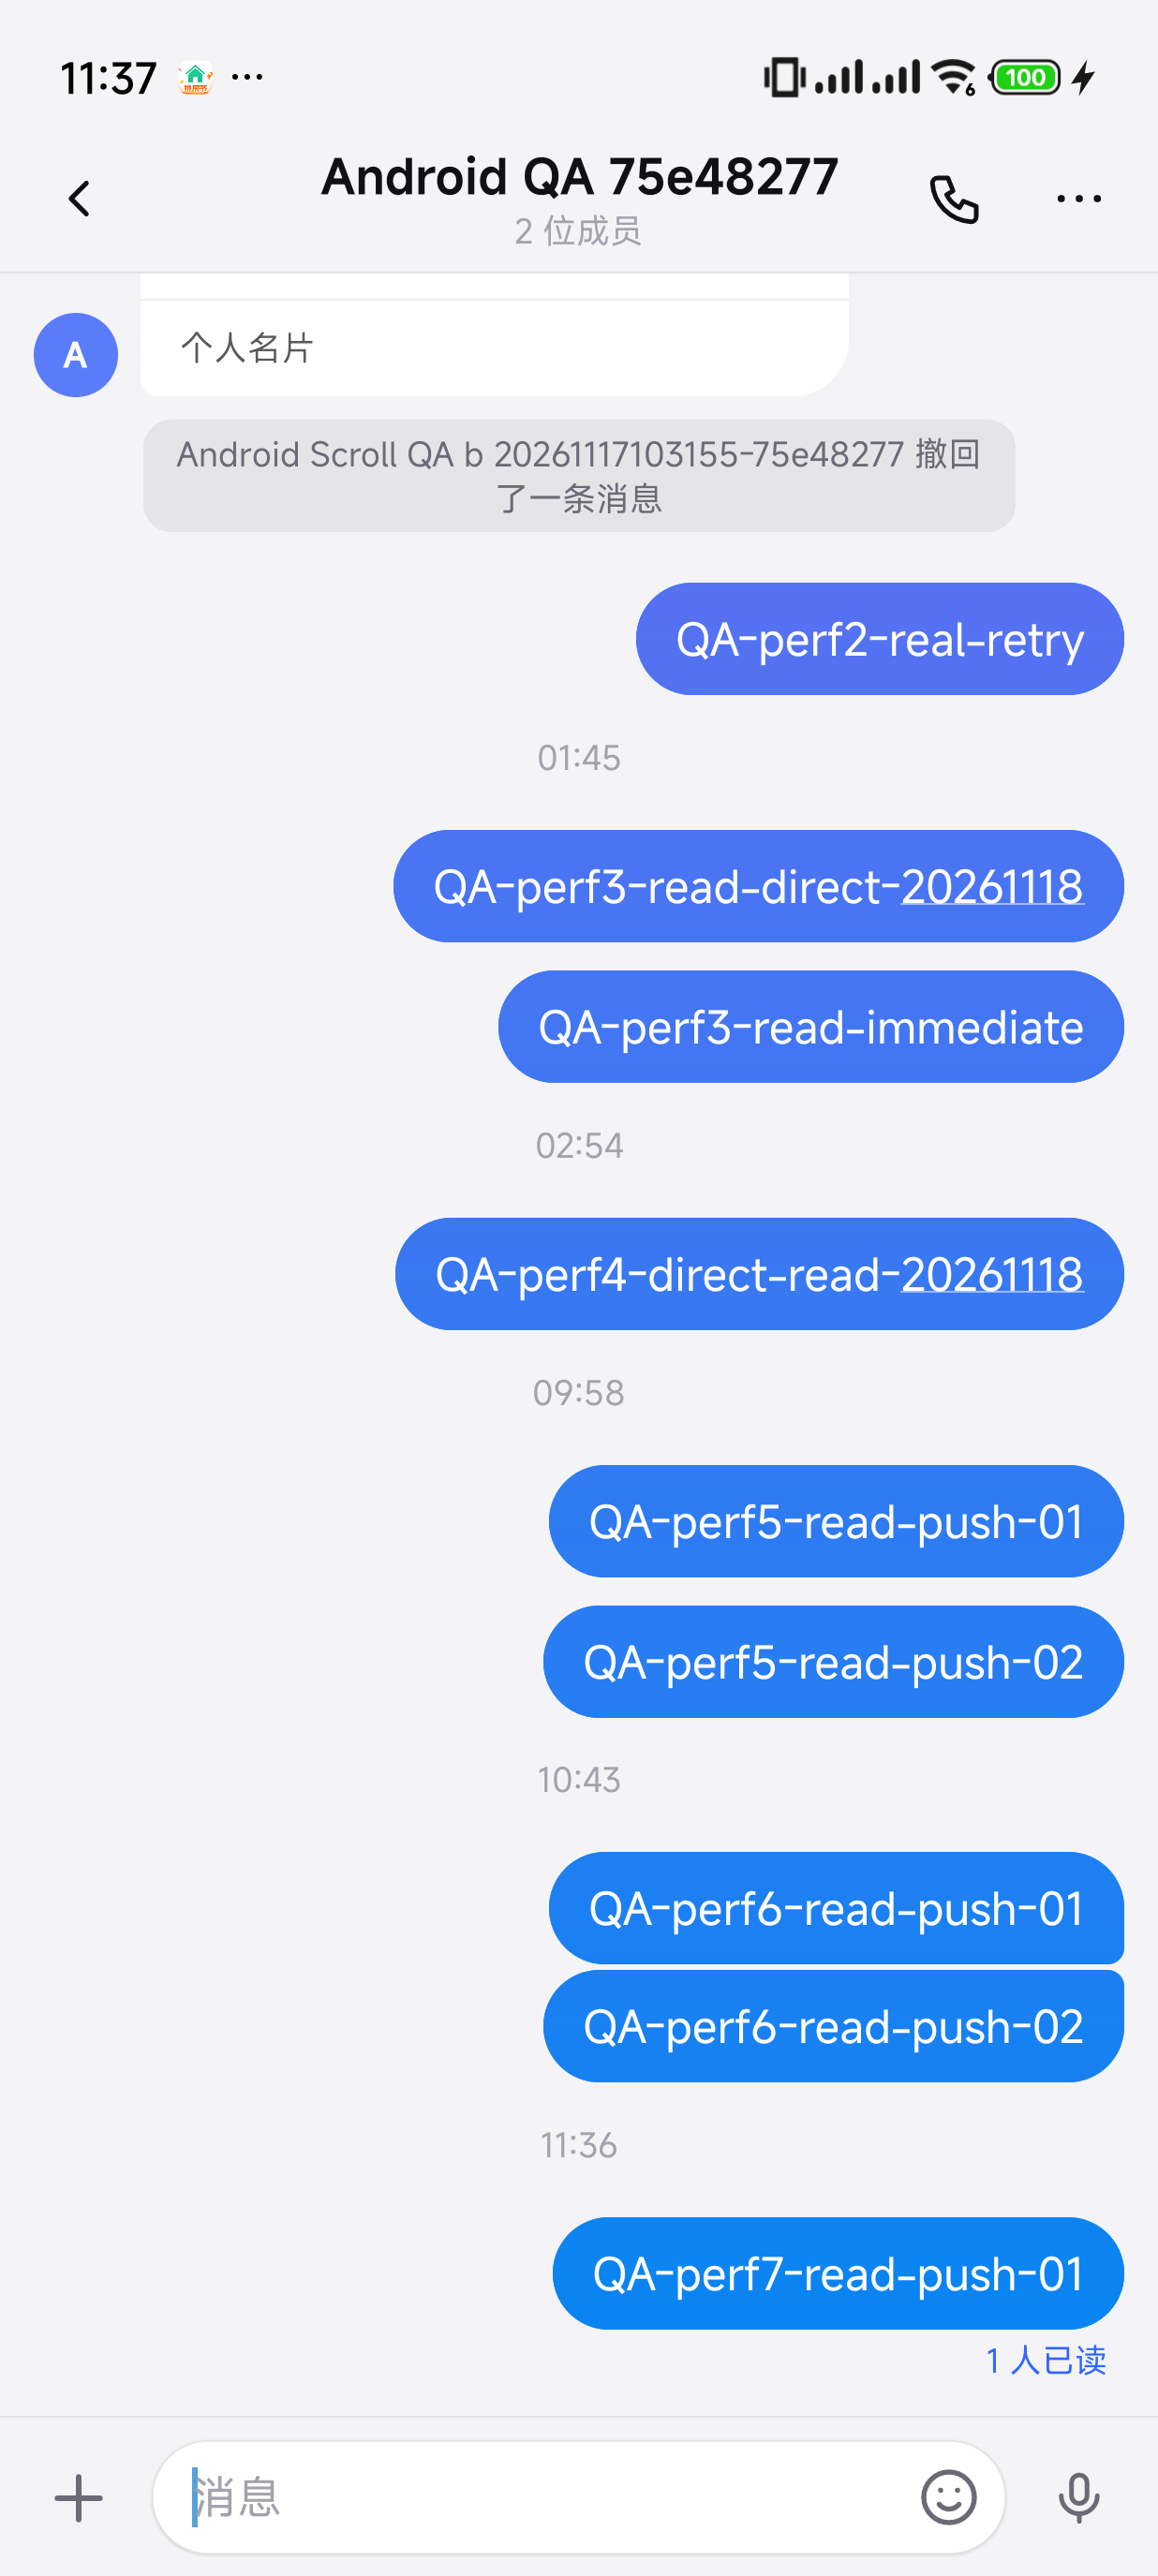 11:37
100
Android QA 75e48277
2 位成员
A
个人名片
Android Scroll QA b 20261117103155-75e48277 撤回
了一条消息
QA-perf2-real-retry
01:45
QA-perf3-read-direct-20261118
QA-perf3-read-immediate
02:54
QA-perf4-direct-read-20261118
09:58
QA-perf5-read-push-01
QA-perf5-read-push-02
10:43
QA-perf6-read-push-01
QA-perf6-read-push-02
11:36
QA-perf7-read-push-01
1 人已读
消息